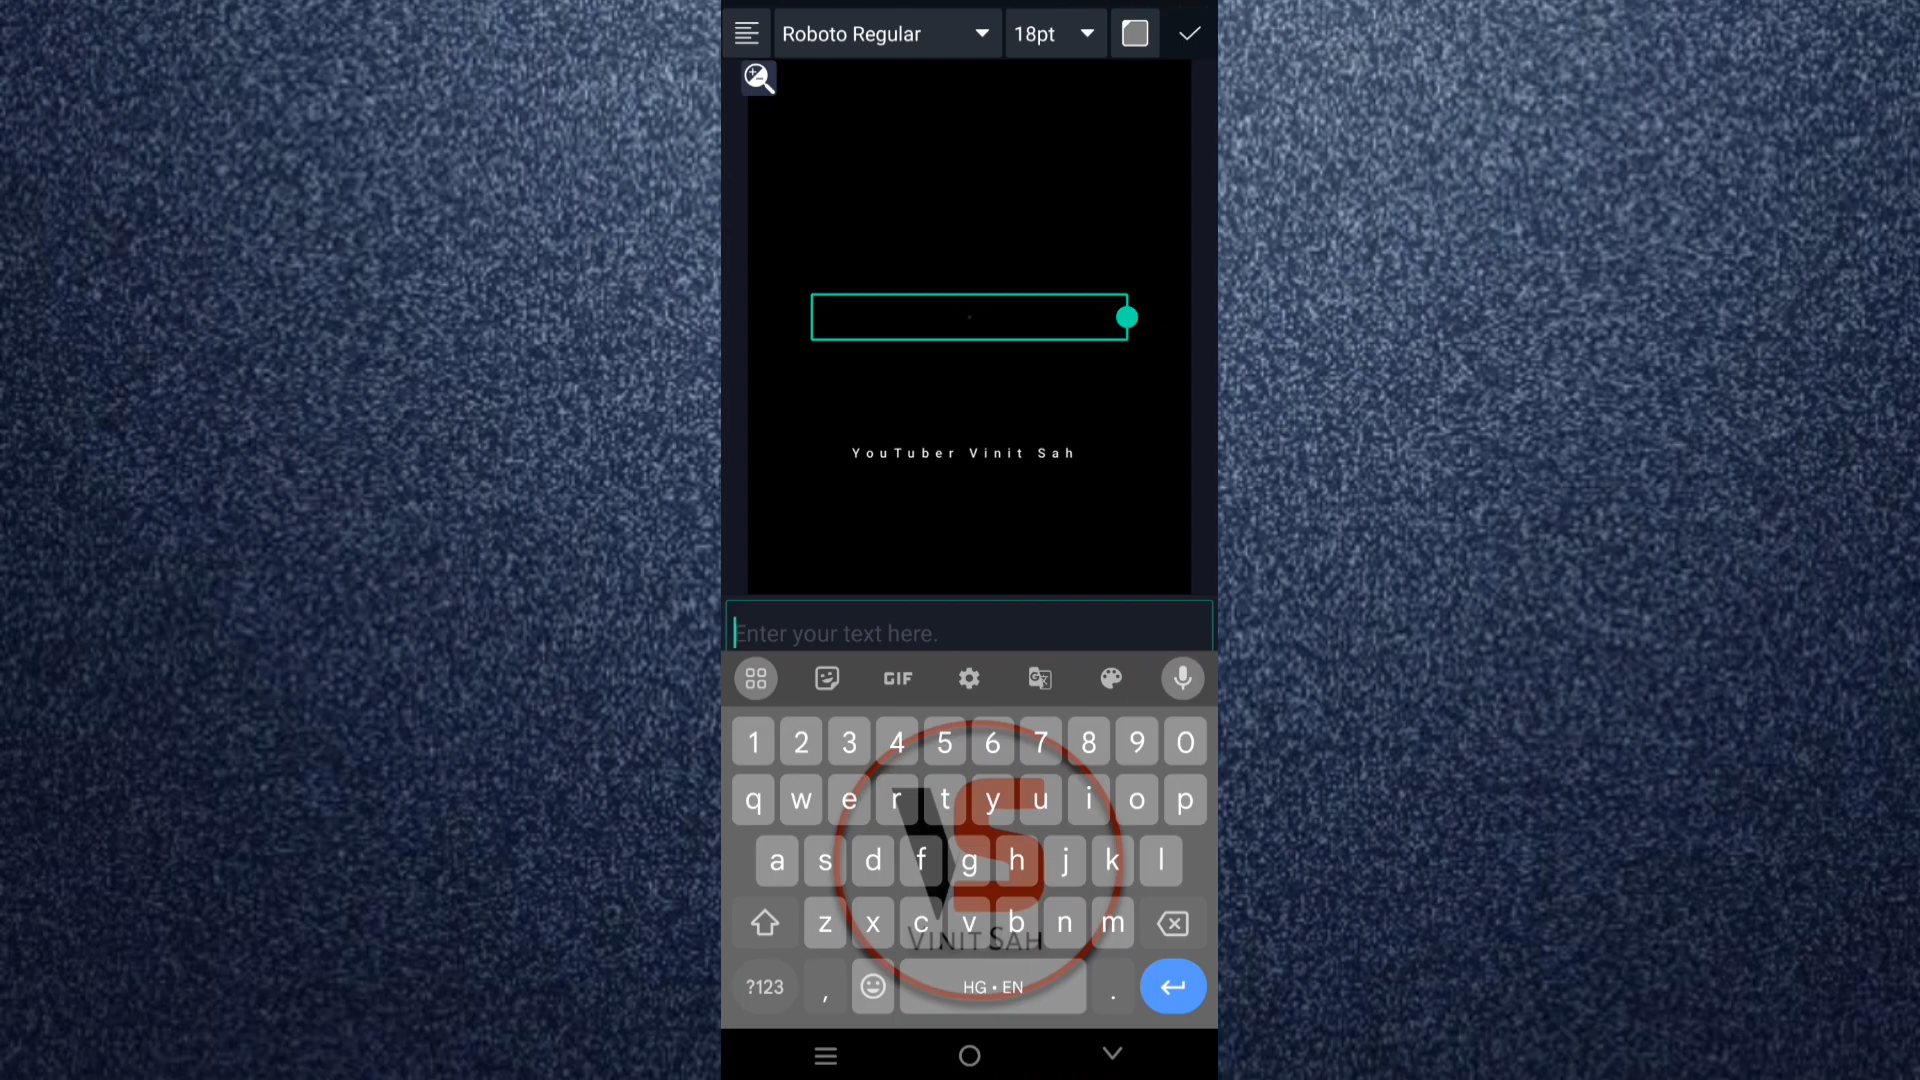 Roboto Regular 18pt
YouTuber Vinit Sah
Enter your text here.
GIF
1 2 3 4 5 6 7 8 9 0
q w e r t y u i o p
a s d f g h j k l
z x c v b n m
VS
VINIT SAH
?123 , HG • EN .